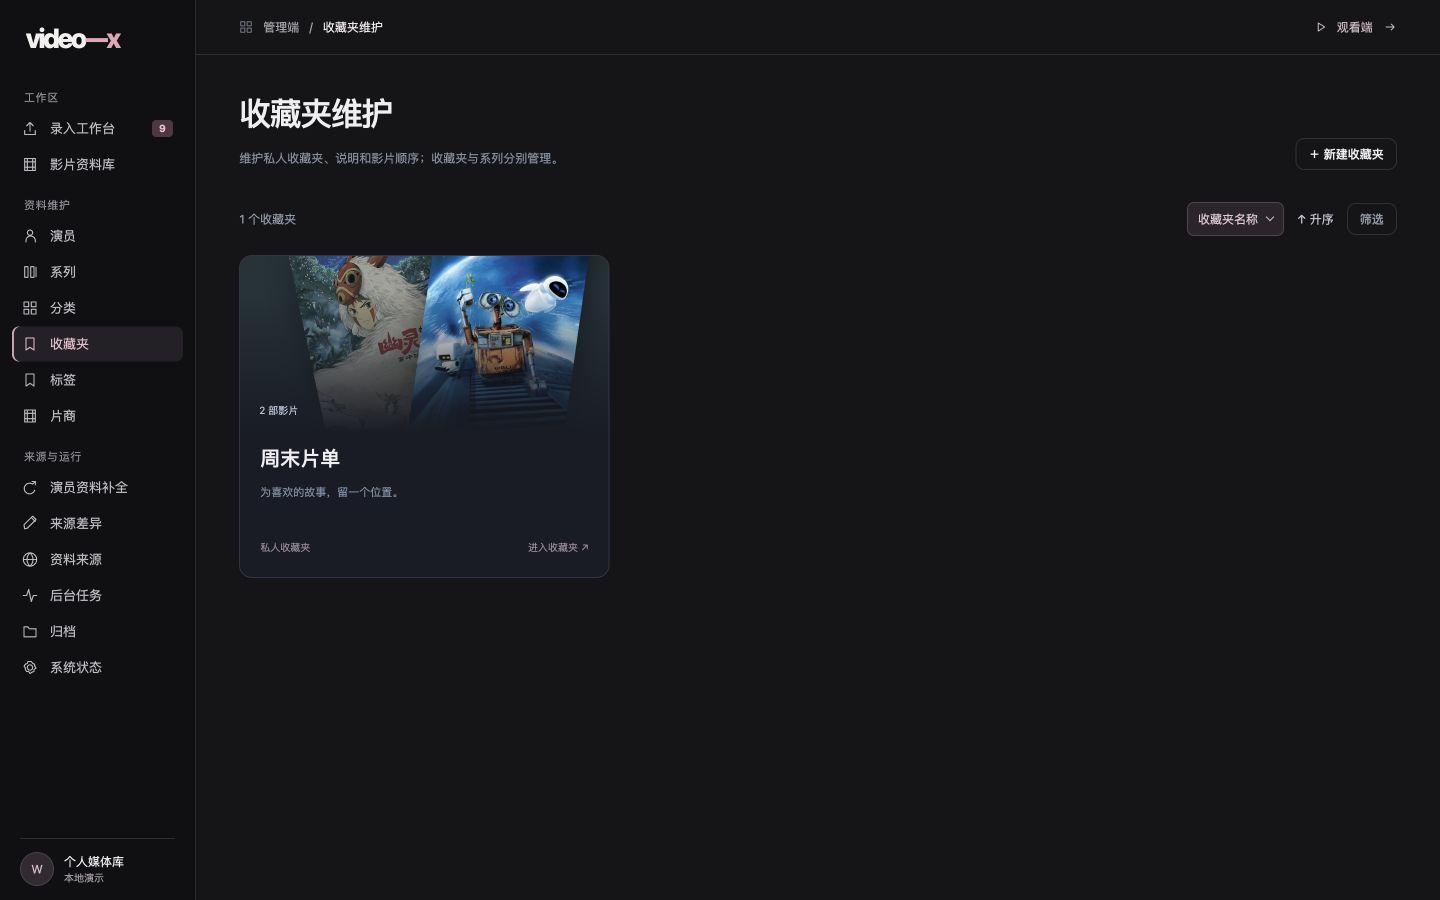 video—x
管理端 / 收藏夹维护
观看端
工作区
录入工作台 9
影片资料库
资料维护
演员
系列
分类
收藏夹
标签
片商
来源与运行
演员资料补全
来源差异
资料来源
后台任务
归档
系统状态
W
个人媒体库
本地演示
收藏夹维护
维护私人收藏夹、说明和影片顺序；收藏夹与系列分别管理。
+ 新建收藏夹
1 个收藏夹
收藏夹名称
↑ 升序
筛选
幽灵
WALL·E
2 部影片
周末片单
为喜欢的故事，留一个位置。
私人收藏夹
进入收藏夹 ↗